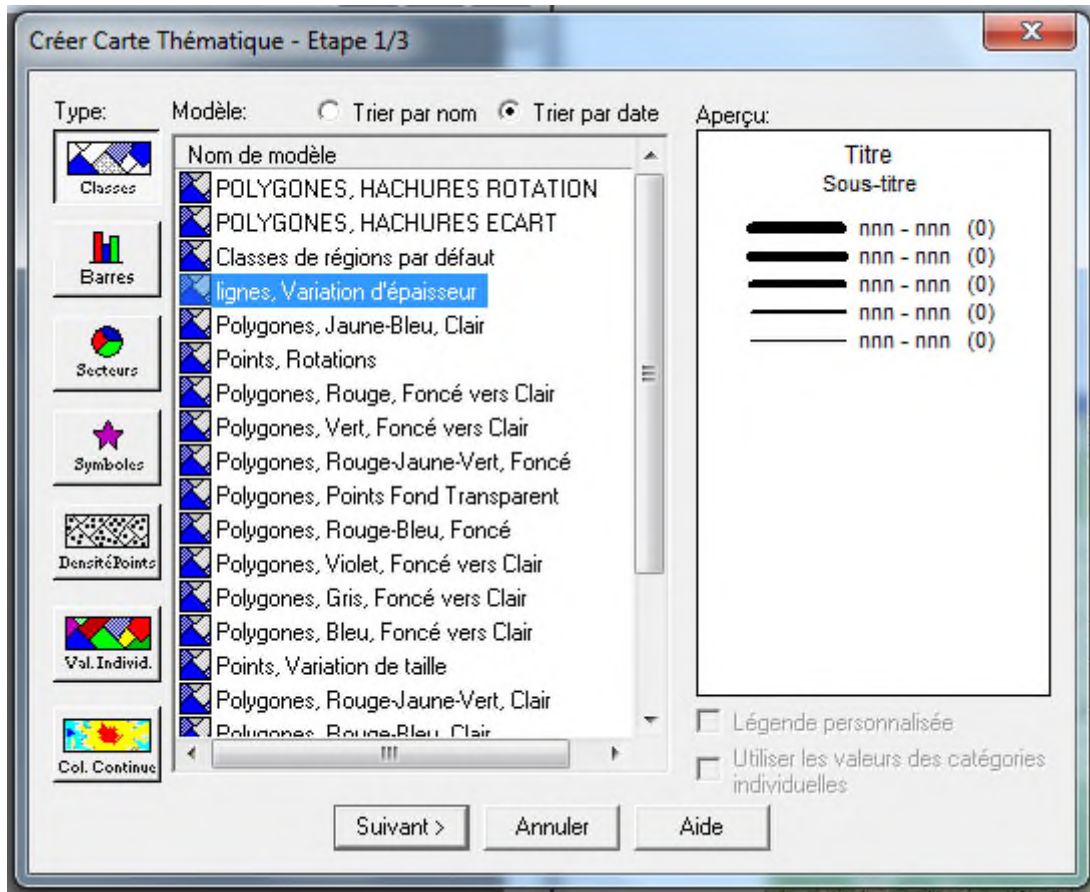 Créer Carte Thématique - Etape 1/3
Type:
Modèle:
Trier par nom
Trier par date
Aperçu:
Classes
Barres
Secteurs
Symboles
DensitéPoints
Val. Individ.
Col. Continue
Nom de modèle
POLYGONES, HACHURES ROTATION
POLYGONES, HACHURES ECART
Classes de régions par défaut
lignes, Variation d'épaisseur
Polygones, Jaune-Bleu, Clair
Points, Rotations
Polygones, Rouge, Foncé vers Clair
Polygones, Vert, Foncé vers Clair
Polygones, Rouge-Jaune-Vert, Foncé
Polygones, Points Fond Transparent
Polygones, Rouge-Bleu, Foncé
Polygones, Violet, Foncé vers Clair
Polygones, Gris, Foncé vers Clair
Polygones, Bleu, Foncé vers Clair
Points, Variation de taille
Polygones, Rouge-Jaune-Vert, Clair
Polygones, Rouge-Bleu, Clair
Titre
Sous-titre
nnn - nnn (0)
nnn - nnn (0)
nnn - nnn (0)
nnn - nnn (0)
nnn - nnn (0)
Légende personnalisée
Utiliser les valeurs des catégories
individuelles
Suivant >
Annuler
Aide